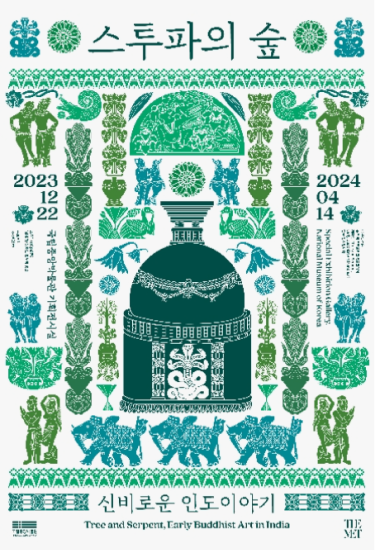 스투파의 숲
2023
12
22
2024
04
14
국립중앙박물관 기획전시실
Special Exhibition Gallery,
National Museum of Korea
신비로운 인도이야기
Tree and Serpent, Early Buddhist Art in India
THE
MET